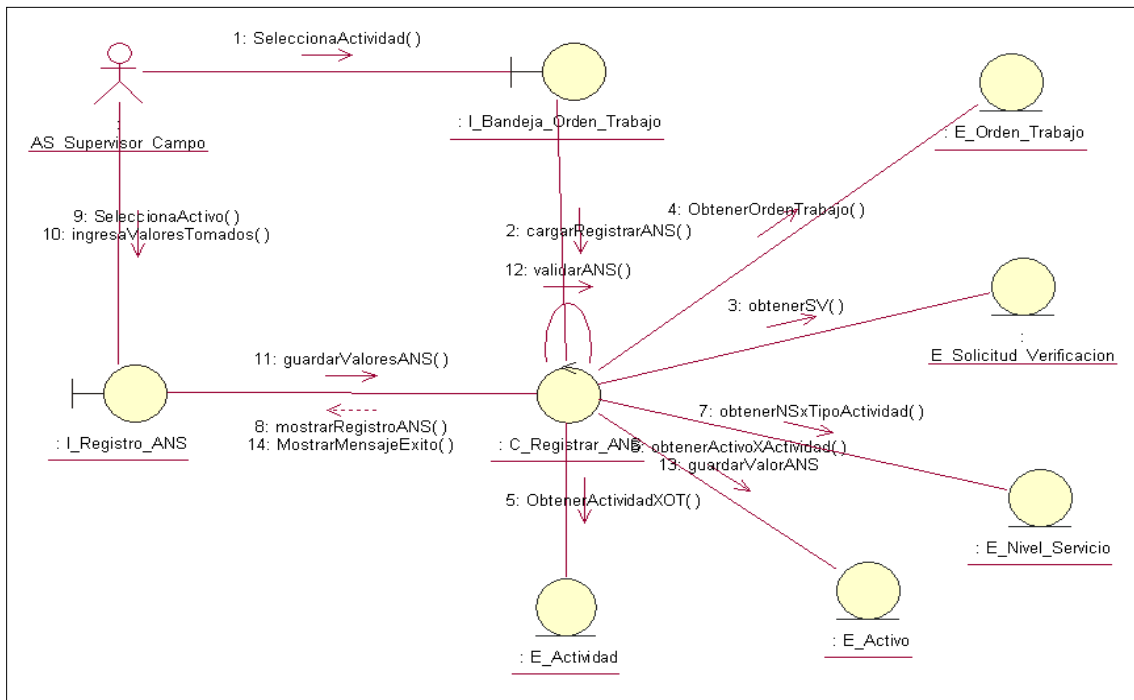 1: SeleccionaActividad()
: I_Bandeja_Orden_Trabajo
:
AS_Supervisor_Campo
: E_Orden_Trabajo
9: SeleccionaActivo()
10: ingresaValoresTomados()
4: ObtenerOrdenTrabajo()
2: cargarRegistrarANS()
12: validarANS()
3: obtenerSV()
:
E_Solicitud_Verificacion
11: guardarValoresANS()
8: mostrarRegistroANS()
14: MostrarMensajeExito()
: I_Registro_ANS
: C_Registrar_ANS
7: obtenerNSxTipoActividad()
6: obtenerActivoXActividad()
13: guardarValorANS
5: ObtenerActividadXOT()
: E_Nivel_Servicio
: E_Activo
: E_Actividad